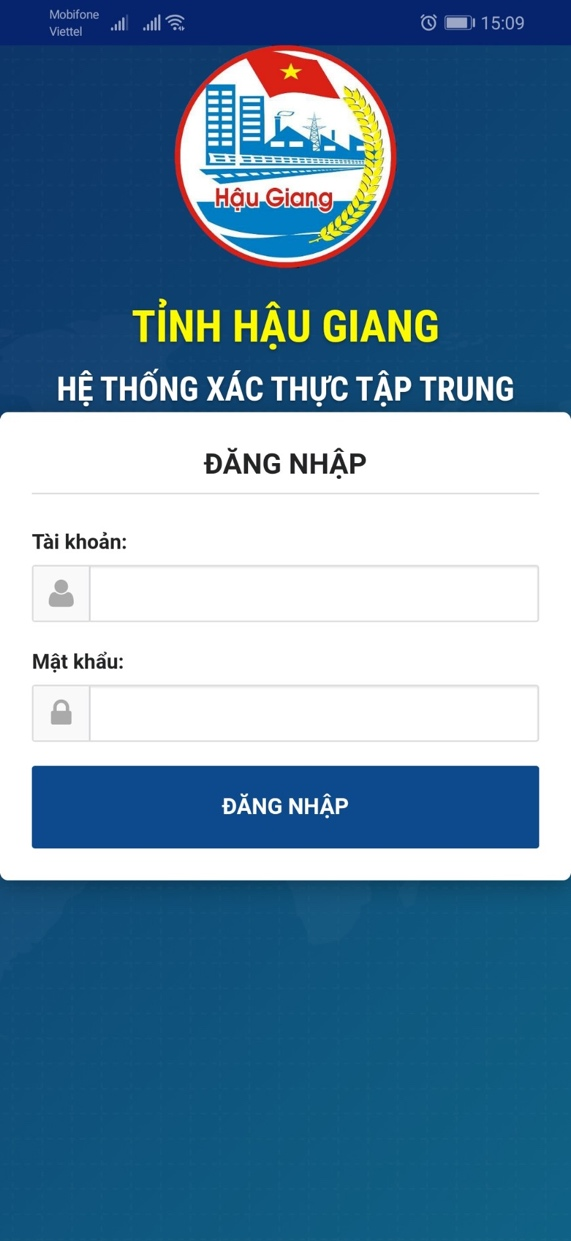 Mobifone
Viettel
15:09
Hậu Giang
TỈNH HẬU GIANG
HỆ THỐNG XÁC THỰC TẬP TRUNG
ĐĂNG NHẬP
Tài khoản:
Mật khẩu:
ĐĂNG NHẬP